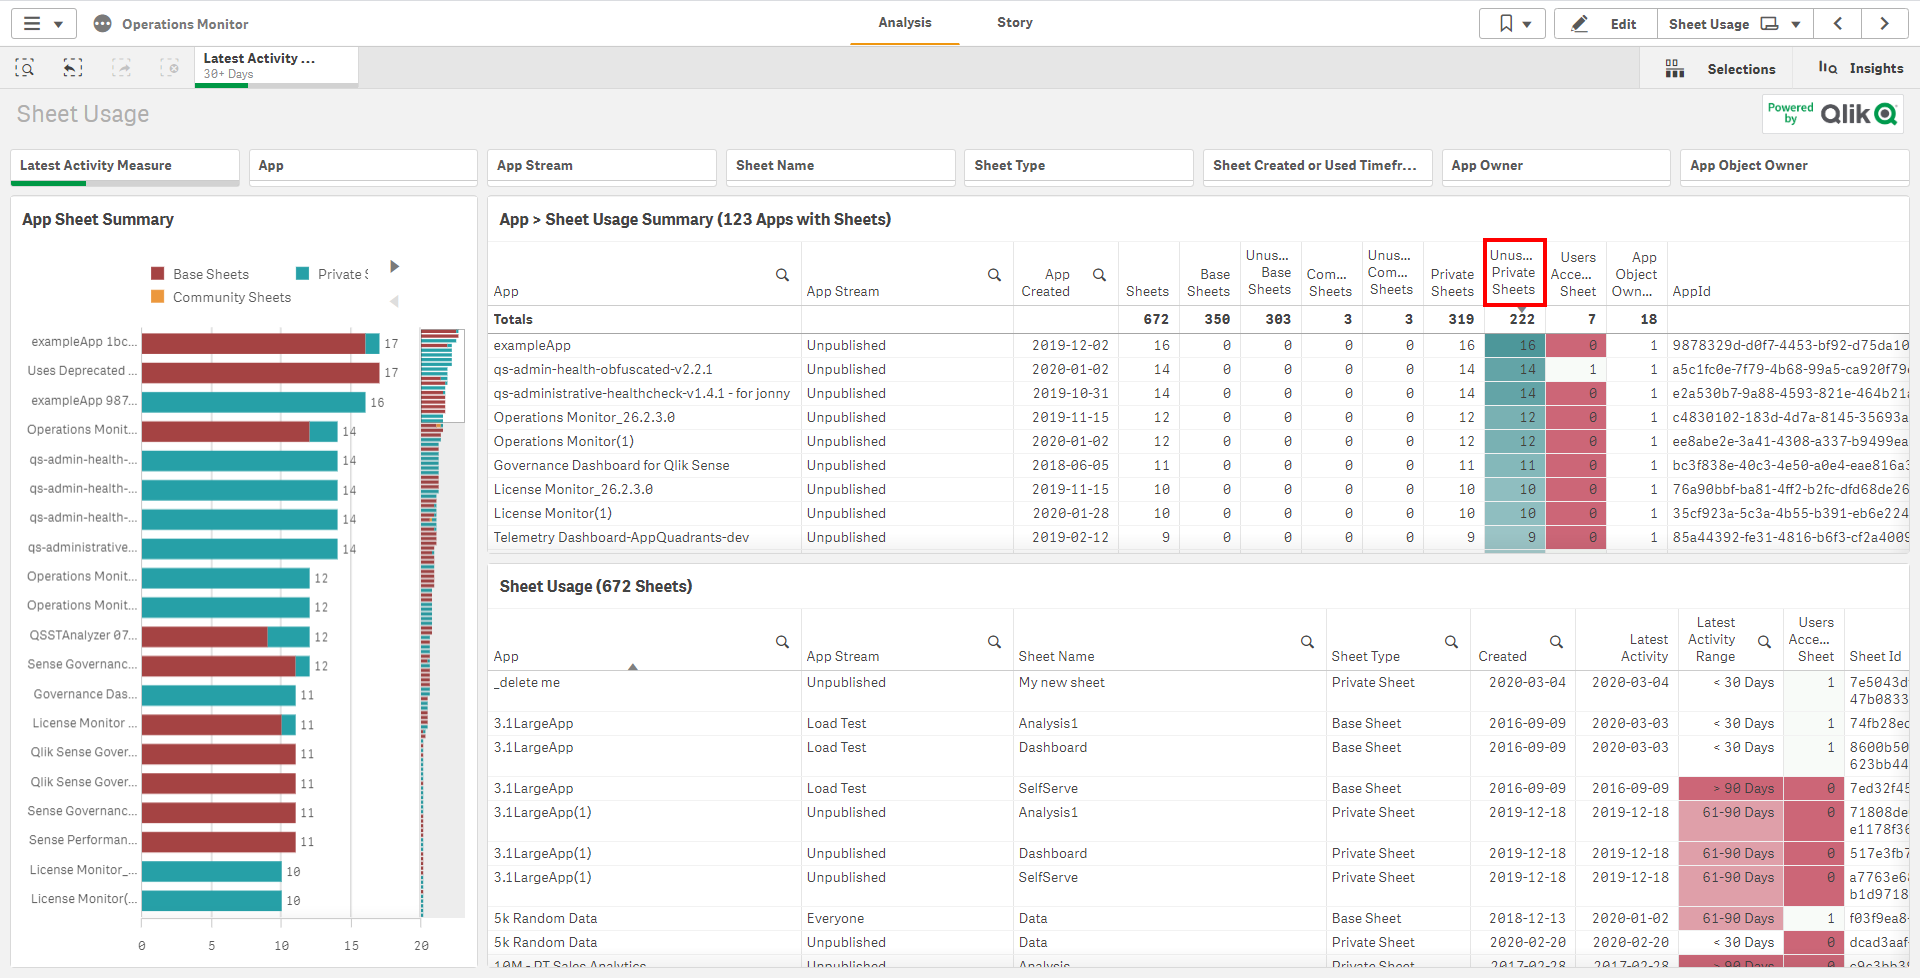 Operations Monitor
Analysis
Story
Edit
Sheet Usage
Latest Activity ...
30+ Days
Selections
Insights
Sheet Usage
Powered by Qlik
Latest Activity Measure
App
App Stream
Sheet Name
Sheet Type
Sheet Created or Used Timefr...
App Owner
App Object Owner
App Sheet Summary
Base Sheets
Private S
Community Sheets
exampleApp 1bc... 17
Uses Deprecated ... 17
exampleApp 987... 16
Operations Monit... 14
qs-admin-health-... 14
qs-admin-health-... 14
qs-admin-health-... 14
qs-administrative... 14
Operations Monit... 12
Operations Monit... 12
QSSTAnalyzer 07... 12
Sense Governanc... 12
Governance Das... 11
License Monitor ... 11
Qlik Sense Gover... 11
Qlik Sense Gover... 11
Sense Governanc... 11
Sense Performan... 11
License Monitor_... 10
License Monitor(... 10
0 5 10 15 20
App > Sheet Usage Summary (123 Apps with Sheets)
App App Stream App Created Sheets Base Sheets Unus... Base Sheets Com... Sheets Unus... Com... Sheets Private Sheets Unus... Private Sheets Users Acce... Sheet App Object Own... AppId
Totals 672 350 303 3 3 319 222 7 18
exampleApp Unpublished 2019-12-02 16 0 0 0 0 16 16 0 1 9878329d-d0f7-4453-bf92-d75da10
qs-admin-health-obfuscated-v2.2.1 Unpublished 2020-01-02 14 0 0 0 0 14 14 1 1 a5c1fc0e-7f79-4b68-99a5-ca920f79
qs-administrative-healthcheck-v1.4.1 - for jonny Unpublished 2019-10-31 14 0 0 0 0 14 14 0 1 e2a530b7-9a88-4593-821e-464b21
Operations Monitor_26.2.3.0 Unpublished 2019-11-15 12 0 0 0 0 12 12 0 1 c4830102-183d-4d7a-8145-35693a
Operations Monitor(1) Unpublished 2020-01-02 12 0 0 0 0 12 12 0 1 ee8abe2e-3a41-4308-a337-b9499ea
Governance Dashboard for Qlik Sense Unpublished 2018-06-05 11 0 0 0 0 11 11 0 1 bc3f838e-40c3-4e50-a0e4-eae816a
License Monitor_26.2.3.0 Unpublished 2019-11-15 10 0 0 0 0 10 10 0 1 76a90bbf-ba81-4ff2-b2fc-dfd68de26
License Monitor(1) Unpublished 2020-01-28 10 0 0 0 0 10 10 0 1 35cf923a-5c3a-4b55-b391-eb6e224
Telemetry Dashboard-AppQuadrants-dev Unpublished 2019-02-12 9 0 0 0 0 9 9 0 1 85a44392-fe31-4816-b6f3-cf2a4009
Sheet Usage (672 Sheets)
App App Stream Sheet Name Sheet Type Created Latest Activity Latest Activity Range Users Acce... Sheet Sheet Id
_delete me Unpublished My new sheet Private Sheet 2020-03-04 2020-03-04 < 30 Days 1 7e5043d
47b0833
3.1LargeApp Load Test Analysis1 Base Sheet 2016-09-09 2020-03-03 < 30 Days 1 74fb28ec
3.1LargeApp Load Test Dashboard Base Sheet 2016-09-09 2020-03-03 < 30 Days 1 8600b50
623bb44
3.1LargeApp Load Test SelfServe Base Sheet 2016-09-09 2016-09-09 > 90 Days 0 7ed32f45
3.1LargeApp(1) Unpublished Analysis1 Private Sheet 2019-12-18 2019-12-18 61-90 Days 0 71808de
e1178f36
3.1LargeApp(1) Unpublished Dashboard Private Sheet 2019-12-18 2019-12-18 61-90 Days 0 517e3fb7
3.1LargeApp(1) Unpublished SelfServe Private Sheet 2019-12-18 2019-12-18 61-90 Days 0 a7763e68
b1d9718
5k Random Data Everyone Data Base Sheet 2018-12-13 2020-01-02 61-90 Days 1 f03f9ea8-
5k Random Data Unpublished Data Private Sheet 2020-02-20 2020-02-20 < 30 Days 0 dcad3aaf
10M - PT Sales Analytics Unpublished Analysis Private Sheet 2017-02-28 2017-02-28 > 90 Days 0